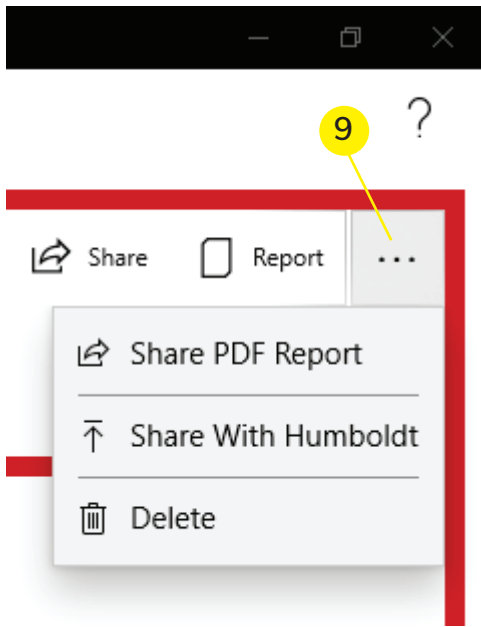 ?
9
Share Report ...
Share PDF Report
Share With Humboldt
Delete